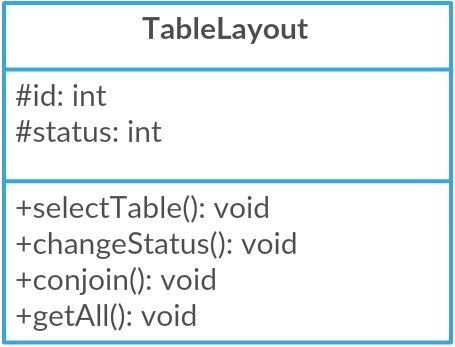 TableLayout
#id: int
#status: int
+selectTable(): void
+changeStatus(): void
+conjoin(): void
+getAll(): void